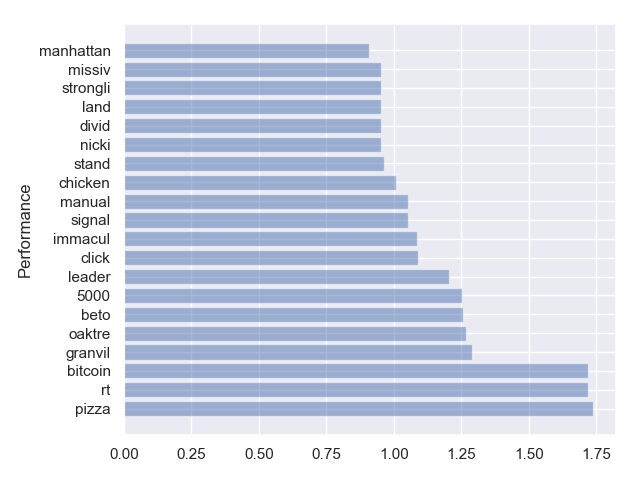 manhattan
missiv
strongli
land
divid
nicki
stand
chicken
manual
signal
immacul
click
leader
5000
beto
oaktre
granvil
bitcoin
rt
pizza
Performance
0.00 0.25 0.50 0.75 1.00 1.25 1.50 1.75